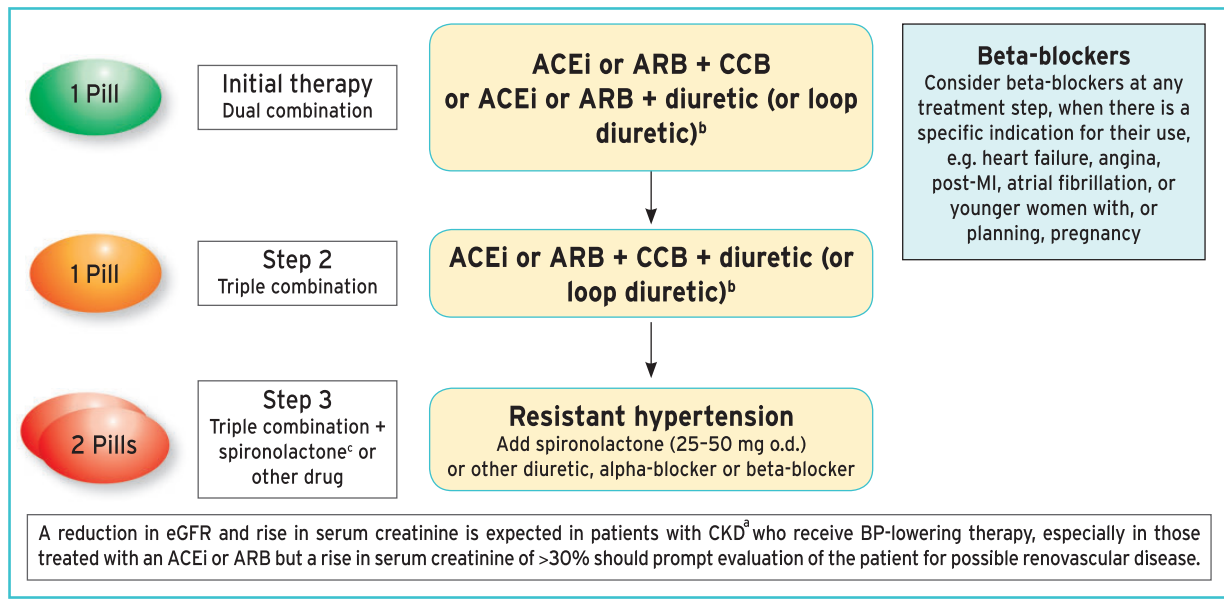 1 Pill
Initial therapy
Dual combination
ACEi or ARB + CCB
or ACEi or ARB + diuretic (or loop
diuretic)ᵇ
Beta-blockers
Consider beta-blockers at any
treatment step, when there is a
specific indication for their use,
e.g. heart failure, angina,
post-MI, atrial fibrillation, or
younger women with, or
planning, pregnancy
1 Pill
Step 2
Triple combination
ACEi or ARB + CCB + diuretic (or
loop diuretic)ᵇ
2 Pills
Step 3
Triple combination +
spironolactoneᶜ or
other drug
Resistant hypertension
Add spironolactone (25–50 mg o.d.)
or other diuretic, alpha-blocker or beta-blocker
A reduction in eGFR and rise in serum creatinine is expected in patients with CKDᵃ who receive BP-lowering therapy, especially in those
treated with an ACEi or ARB but a rise in serum creatinine of >30% should prompt evaluation of the patient for possible renovascular disease.